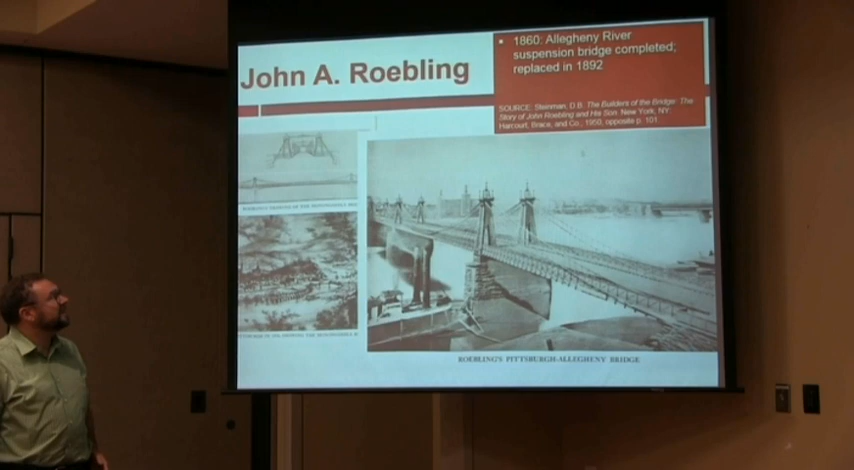 John A. Roebling
• 1860: Allegheny River
suspension bridge completed;
replaced in 1892
SOURCE: Steinman, D.B. The Builders of the Bridge: The
Story of John Roebling and His Son. New York, NY:
Harcourt, Brace, and Co., 1950, opposite p. 101.
ROEBLING'S PITTSBURGH-ALLEGHENY BRIDGE